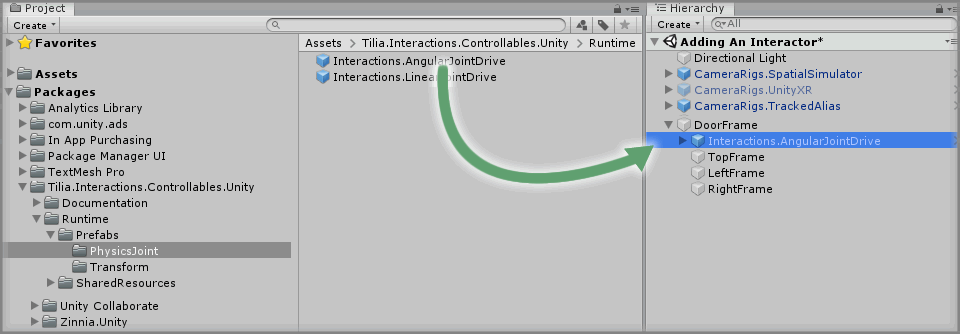 Project
Create
Favorites
Assets
Packages
Analytics Library
com.unity.ads
In App Purchasing
Package Manager UI
TextMesh Pro
Tilia.Interactions.Controllables.Unity
Documentation
Runtime
Prefabs
PhysicsJoint
Transform
SharedResources
Unity Collaborate
Zinnia.Unity
Assets > Tilia.Interactions.Controllables.Unity > Runtime
Interactions.AngularJointDrive
Interactions.LinearJointDrive
Hierarchy
Create
All
Adding An Interactor*
Directional Light
CameraRigs.SpatialSimulator
CameraRigs.UnityXR
CameraRigs.TrackedAlias
DoorFrame
Interactions.AngularJointDrive
TopFrame
LeftFrame
RightFrame